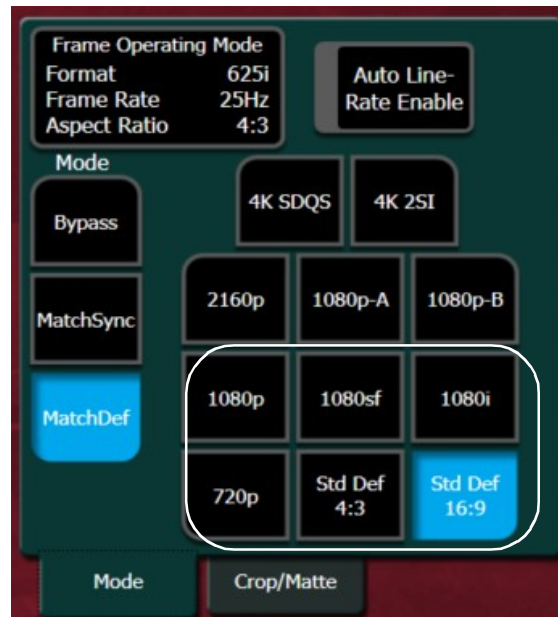 Frame Operating Mode
Format 625i
Frame Rate 25Hz
Aspect Ratio 4:3
Auto Line-
Rate Enable
Mode
Bypass
MatchSync
MatchDef
4K SDQS 4K 2SI
2160p 1080p-A 1080p-B
1080p 1080sf 1080i
720p
Std Def
4:3
Std Def
16:9
Mode Crop/Matte